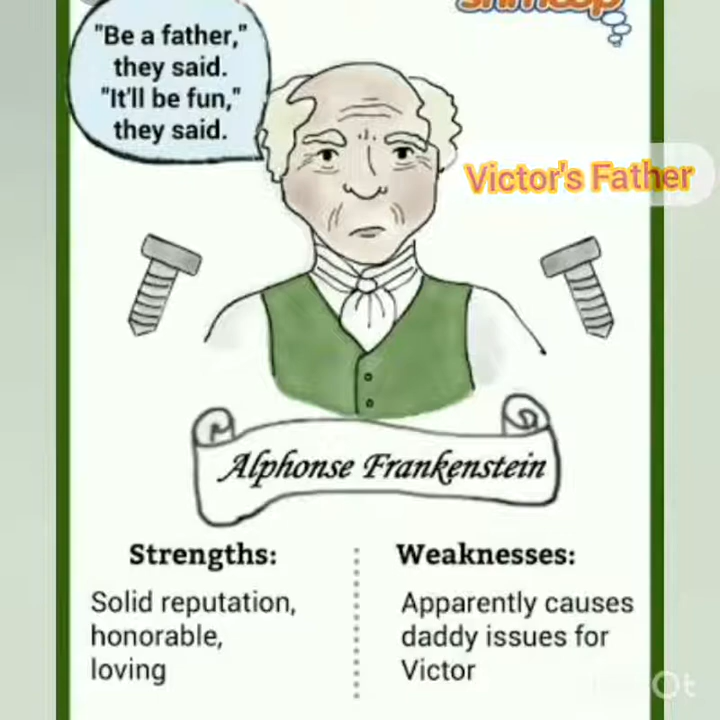 "Be a father,"
they said.
"It'll be fun,"
they said.
Victor's Father
Alphonse Frankenstein
Strengths:
Solid reputation,
honorable,
loving
Weaknesses:
Apparently causes
daddy issues for
Victor